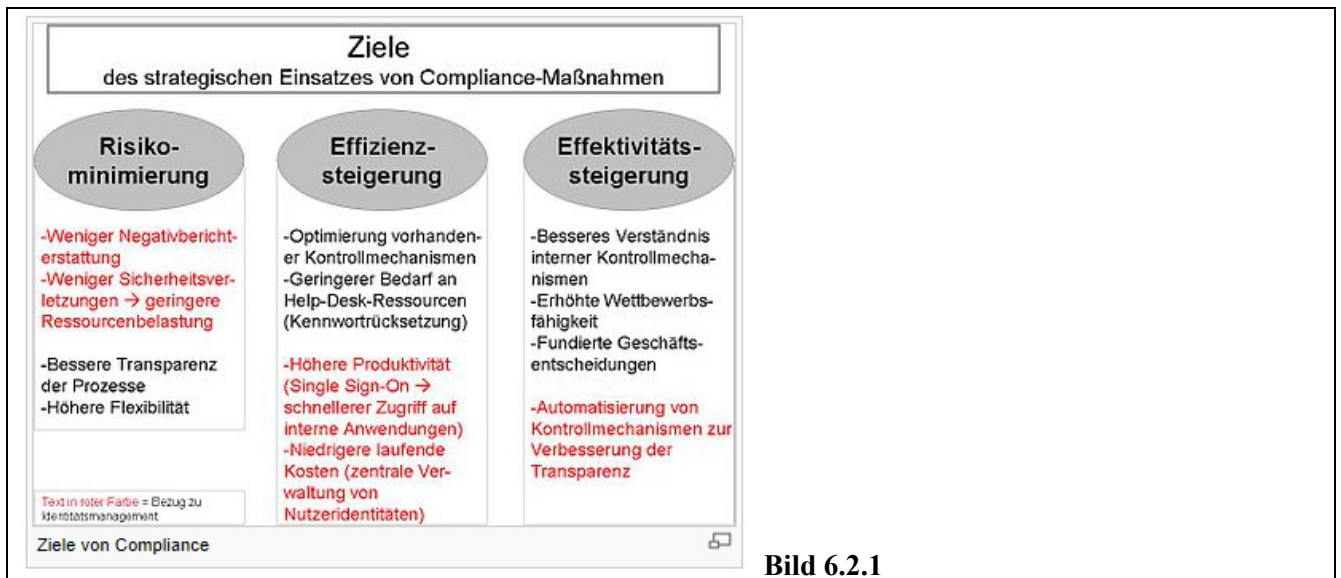 Ziele
des strategischen Einsatzes von Compliance-Maßnahmen
Risiko-
minimierung
-Weniger Negativbericht-
erstattung
-Weniger Sicherheitsver-
letzungen → geringere
Ressourcenbelastung
-Bessere Transparenz
der Prozesse
-Höhere Flexibilität
Text in roter Farbe = Bezug zu
Identitätsmanagement
Effizienz-
steigerung
-Optimierung vorhanden-
er Kontrollmechanismen
-Geringerer Bedarf an
Help-Desk-Ressourcen
(Kennwortrücksetzung)
-Höhere Produktivität
(Single Sign-On →
schnellerer Zugriff auf
interne Anwendungen)
-Niedrigere laufende
Kosten (zentrale Ver-
waltung von
Nutzeridentitäten)
Effektivitäts-
steigerung
-Besseres Verständnis
interner Kontrollmecha-
nismen
-Erhöhte Wettbewerbs-
fähigkeit
-Fundierte Geschäfts-
entscheidungen
-Automatisierung von
Kontrollmechanismen zur
Verbesserung der
Transparenz
Ziele von Compliance
Bild 6.2.1